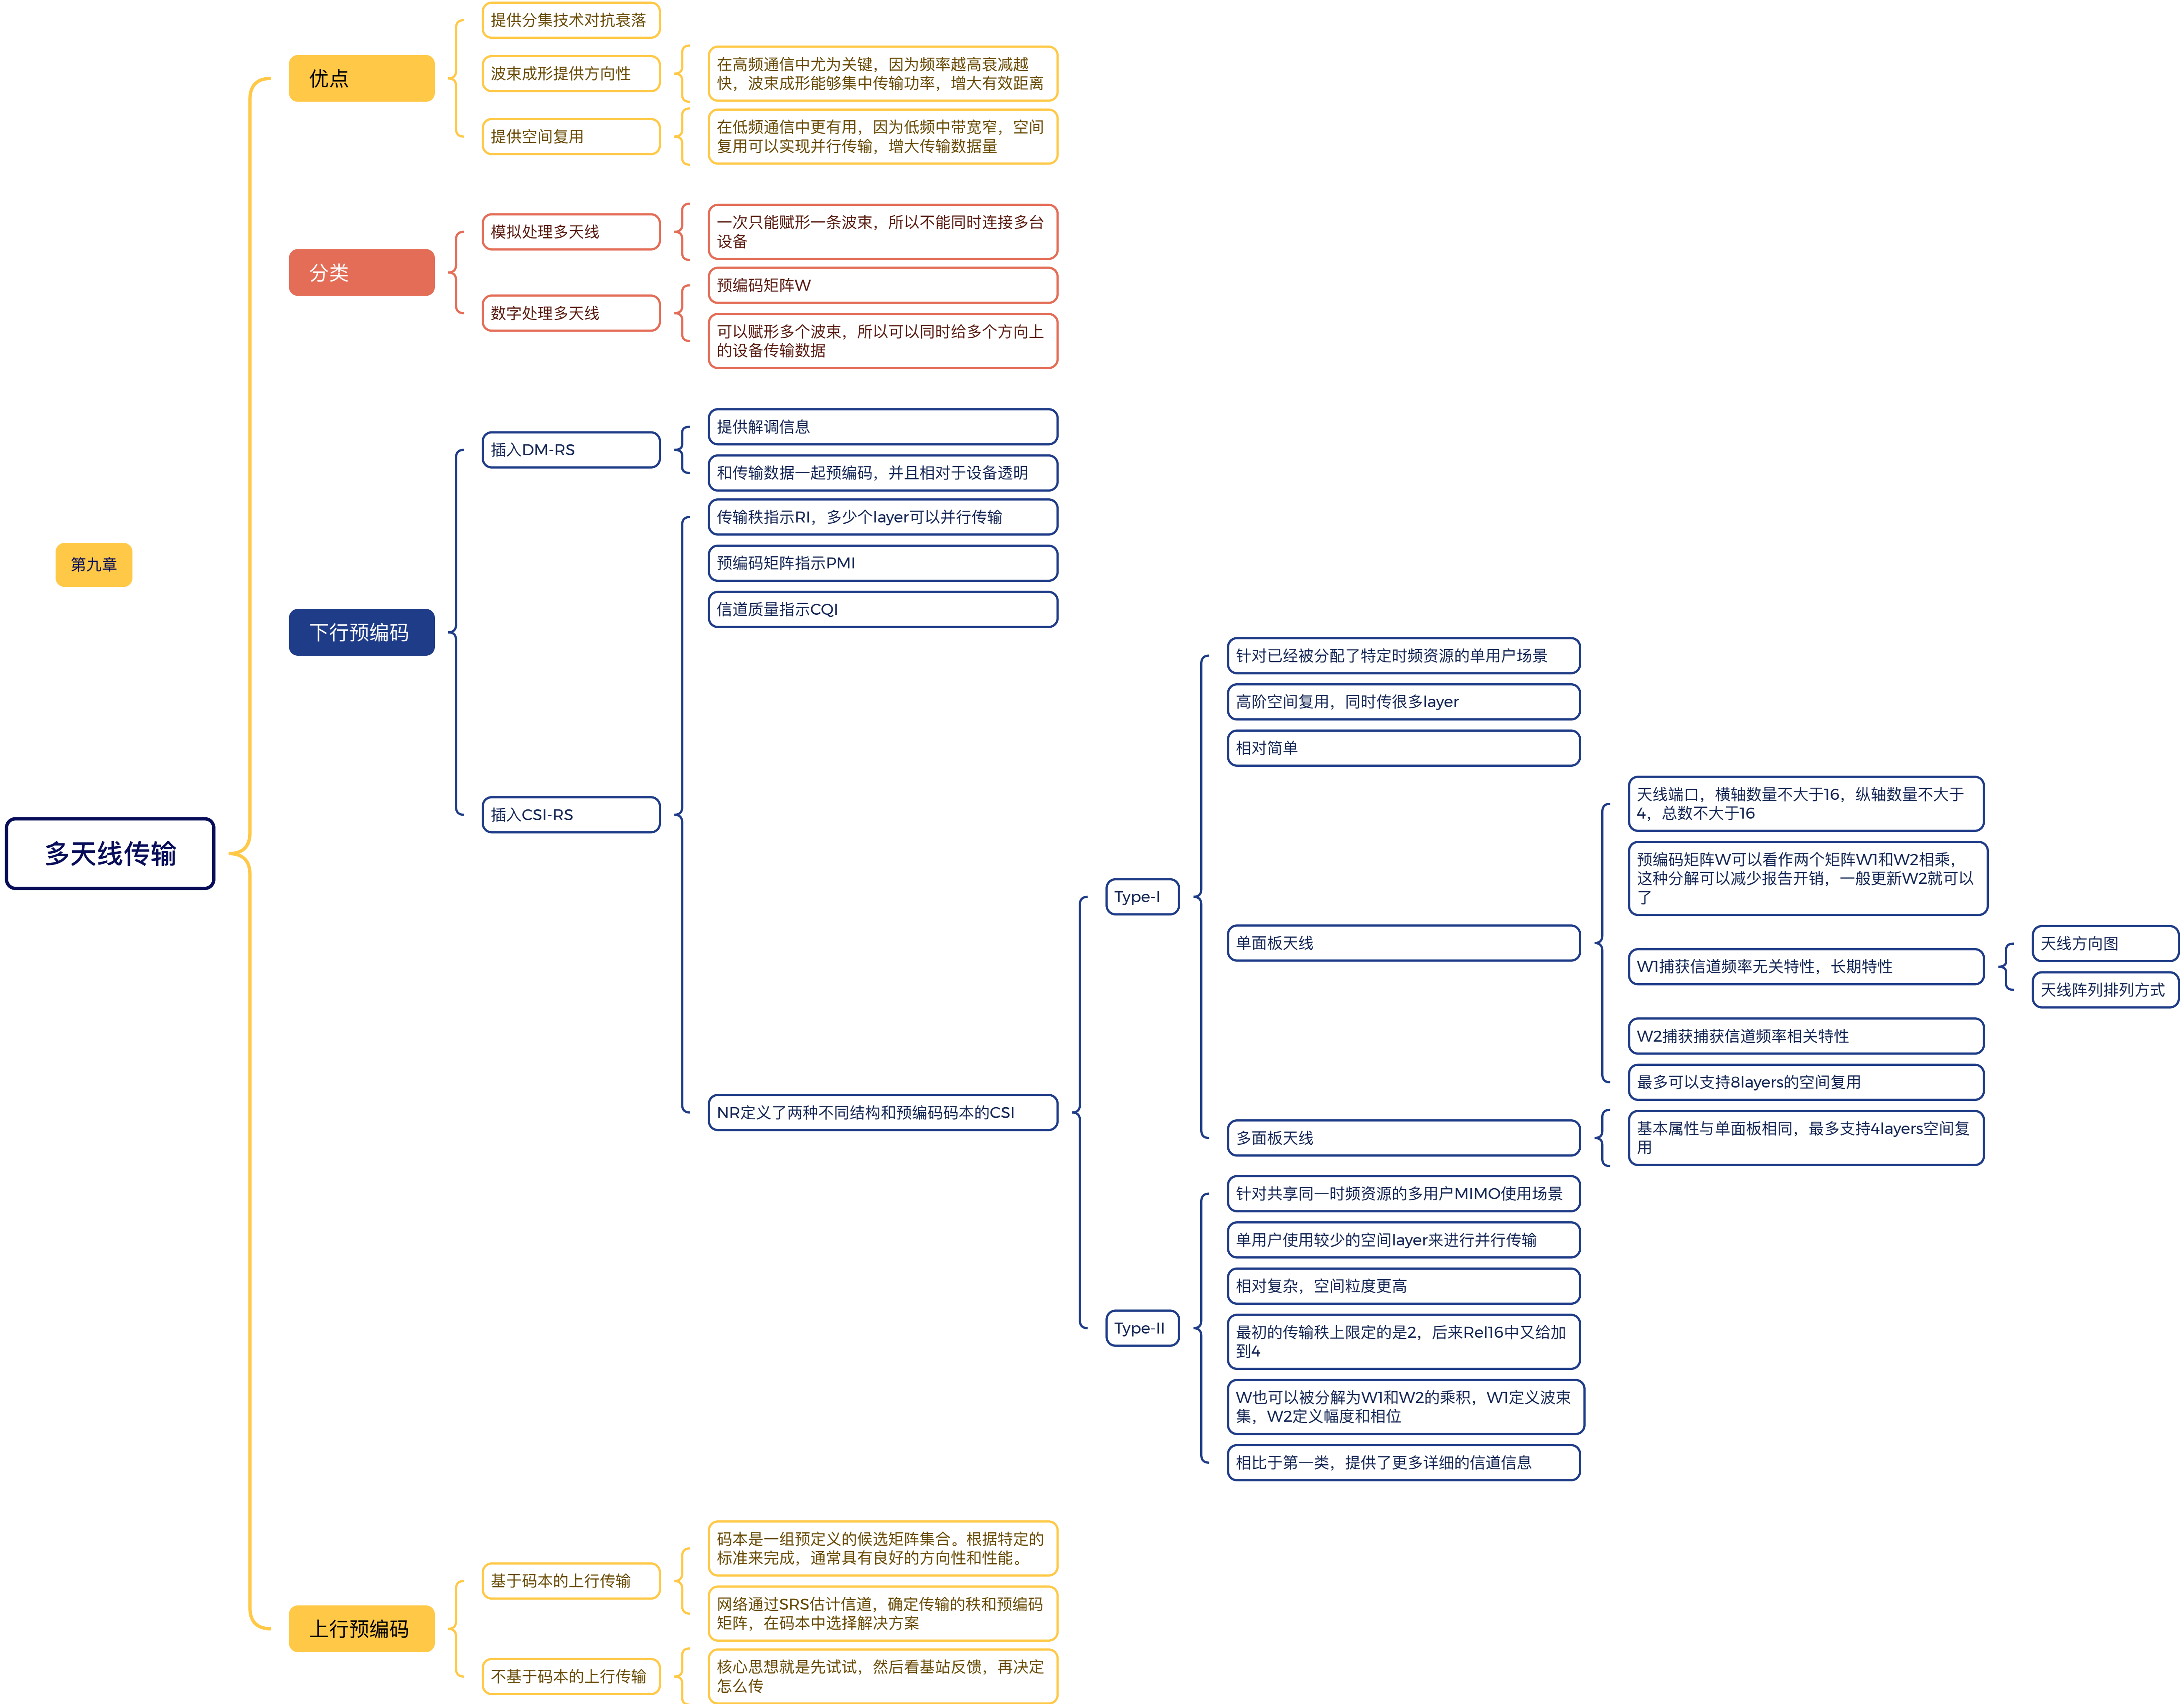 第九章
多天线传输
优点
提供分集技术对抗衰落
波束成形提供方向性
在高频通信中尤为关键，因为频率越高衰减越
快，波束成形能够集中传输功率，增大有效距离
提供空间复用
在低频通信中更有用，因为低频中带宽窄，空间
复用可以实现并行传输，增大传输数据量
分类
模拟处理多天线
一次只能赋形一条波束，所以不能同时连接多台
设备
数字处理多天线
预编码矩阵W
可以赋形多个波束，所以可以同时给多个方向上
的设备传输数据
下行预编码
插入DM-RS
提供解调信息
和传输数据一起预编码，并且相对于设备透明
插入CSI-RS
传输秩指示RI，多少个layer可以并行传输
预编码矩阵指示PMI
信道质量指示CQI
NR定义了两种不同结构和预编码码本的CSI
Type-I
针对已经被分配了特定时频资源的单用户场景
高阶空间复用，同时传很多layer
相对简单
单面板天线
天线端口，横轴数量不大于16，纵轴数量不大于
4，总数不大于16
预编码矩阵W可以看作两个矩阵W1和W2相乘，
这种分解可以减少报告开销，一般更新W2就可以
了
W1捕获信道频率无关特性，长期特性
天线方向图
天线阵列排列方式
W2捕获捕获信道频率相关特性
最多可以支持8layers的空间复用
多面板天线
基本属性与单面板相同，最多支持4layers空间复
用
Type-II
针对共享同一时频资源的多用户MIMO使用场景
单用户使用较少的空间layer来进行并行传输
相对复杂，空间粒度更高
最初的传输秩上限定的是2，后来Rel16中又给加
到4
W也可以被分解为W1和W2的乘积，W1定义波束
集，W2定义幅度和相位
相比于第一类，提供了更多详细的信道信息
上行预编码
基于码本的上行传输
码本是一组预定义的候选矩阵集合。根据特定的
标准来完成，通常具有良好的方向性和性能。
网络通过SRS估计信道，确定传输的秩和预编码
矩阵，在码本中选择解决方案
不基于码本的上行传输
核心思想就是先试试，然后看基站反馈，再决定
怎么传